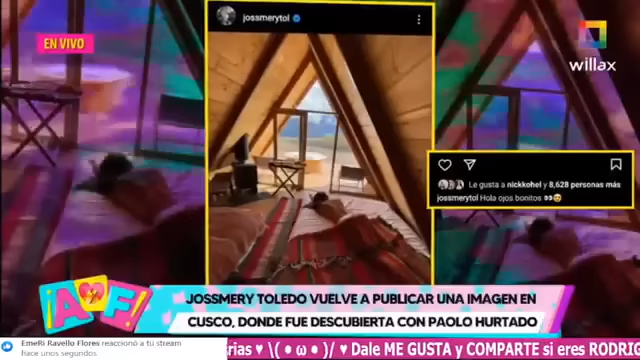 EN VIVO
jossmerytol
willax
Le gusta a nickkohel y 8,628 personas más
jossmerytol Hola ojos bonitos 👀🥹
¡A&F!
JOSSMERY TOLEDO VUELVE A PUBLICAR UNA IMAGEN EN
CUSCO, DONDE FUE DESCUBIERTA CON PAOLO HURTADO
EmeRi Ravello Flores reaccionó a tu stream
hace unos segundos.
rias ♥ \( • ω • )/ ♥ Dale ME GUSTA y COMPARTE si eres RODRIG